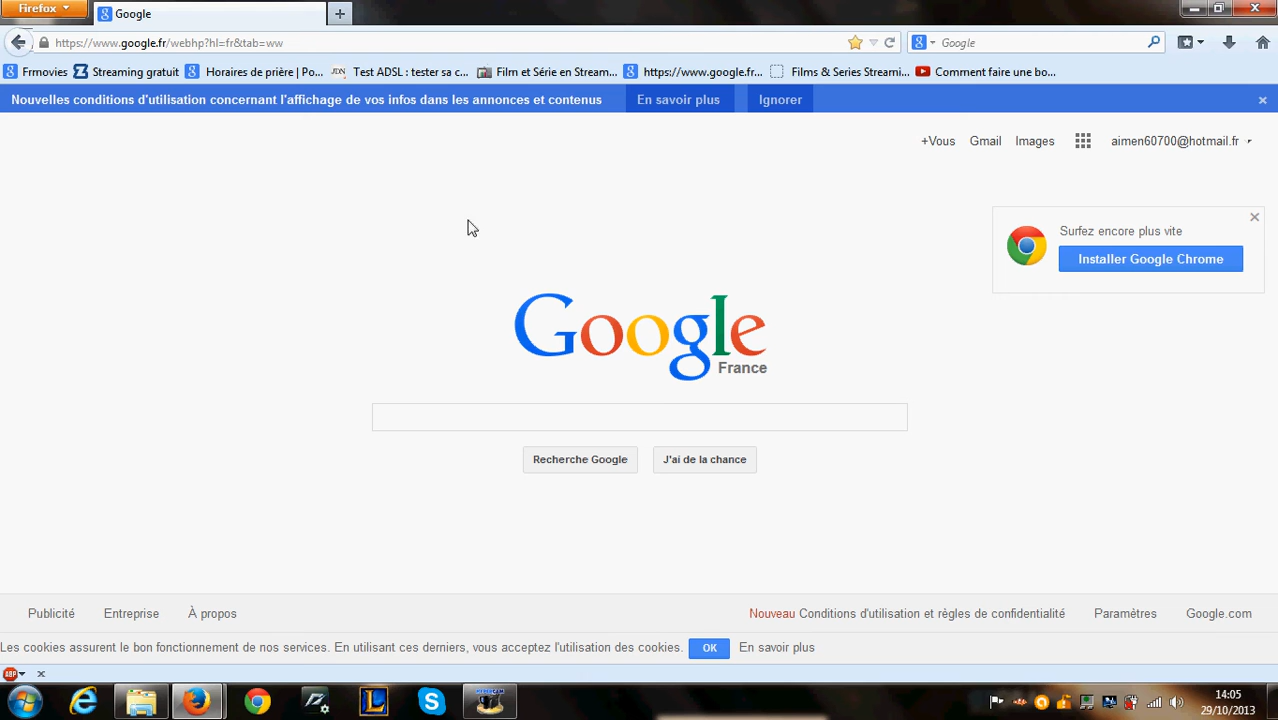 Firefox
Google
https://www.google.fr/webhp?hl=fr&tab=ww
Google
Frmovies
Streaming gratuit
Horaires de prière | Po...
JDN
Test ADSL : tester sa c...
Film et Série en Stream...
https://www.google.fr...
Films & Series Streami...
Comment faire une bo...
Nouvelles conditions d'utilisation concernant l'affichage de vos infos dans les annonces et contenus
En savoir plus
Ignorer
+Vous
Gmail
Images
aimen60700@hotmail.fr
Surfez encore plus vite
Installer Google Chrome
Google
France
Recherche Google
J'ai de la chance
Publicité
Entreprise
À propos
Nouveau Conditions d'utilisation et règles de confidentialité
Paramètres
Google.com
Les cookies assurent le bon fonctionnement de nos services. En utilisant ces derniers, vous acceptez l'utilisation des cookies.
OK
En savoir plus
ABP
14:05
29/10/2013